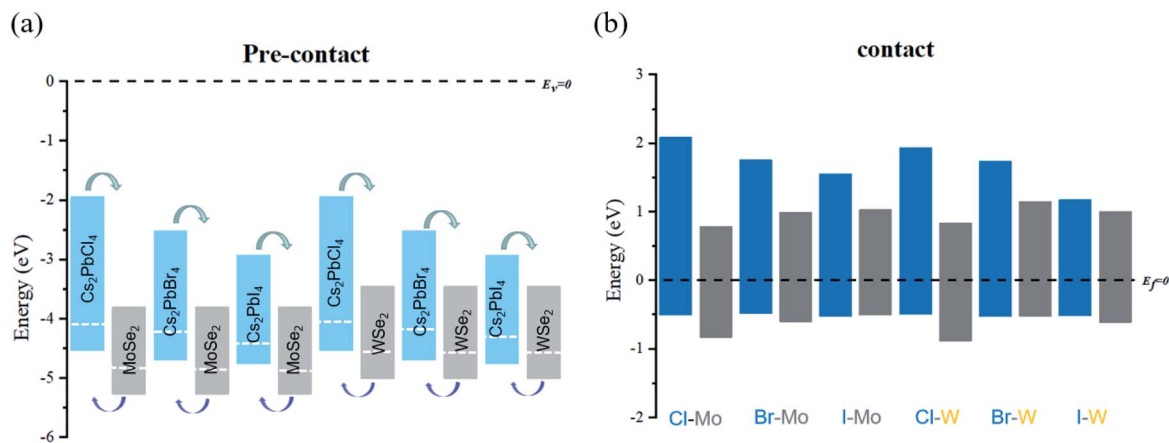 (a)
Pre-contact
0
-1
-2
-3
-4
-5
-6
Energy (eV)
E_v=0
Cs₂PbCl₄
MoSe₂
Cs₂PbBr₄
MoSe₂
Cs₂PbI₄
MoSe₂
Cs₂PbCl₄
WSe₂
Cs₂PbBr₄
WSe₂
Cs₂PbI₄
WSe₂
(b)
contact
3
2
1
0
-1
-2
Energy (eV)
E_f=0
Cl-Mo Br-Mo I-Mo Cl-W Br-W I-W